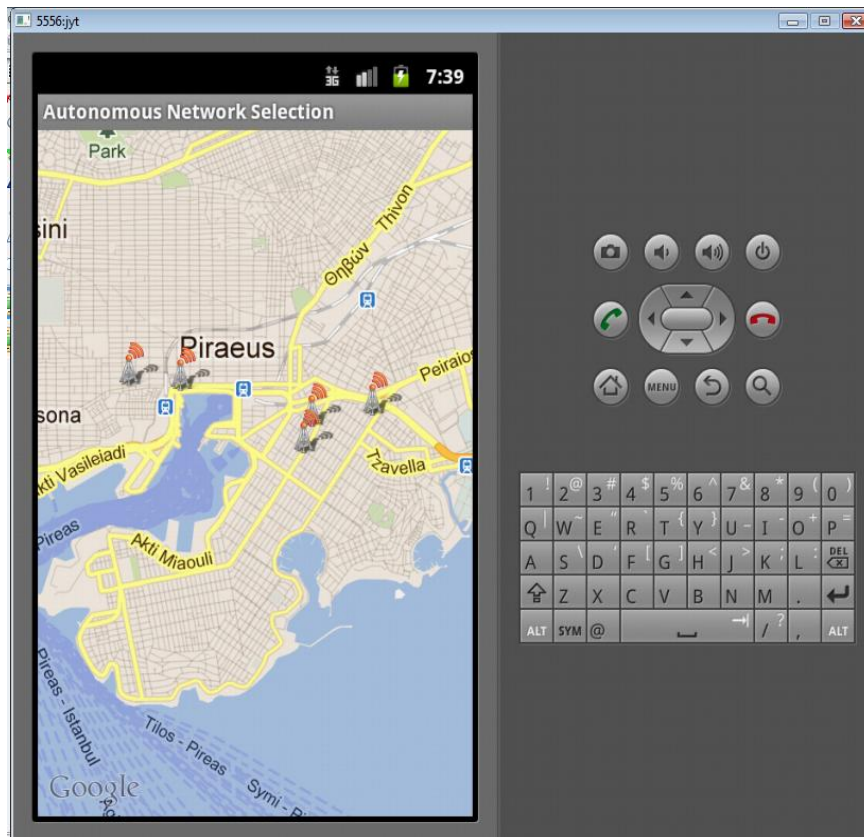 5556:jyt
3G
7:39
Autonomous Network Selection
Park
sini
Θηβών Thivon
Piraeus
Peiraios
sona
Akti Vasileiadi
Tzavella
Pireas
Akti Miaouli
Pireas - Istanbul
Tilos - Pireas
Symi - Pi
Google
MENU
1 ! 2 @ 3 # 4 $ 5 % 6 ^ 7 & 8 * 9 ( 0 )
Q | W ~ E " R ` T { Y } U _ I - O + P =
A S \ D ' F [ G ] H < J > K ; L : DEL
Z X C V B N M .
ALT SYM @ / ? , ALT